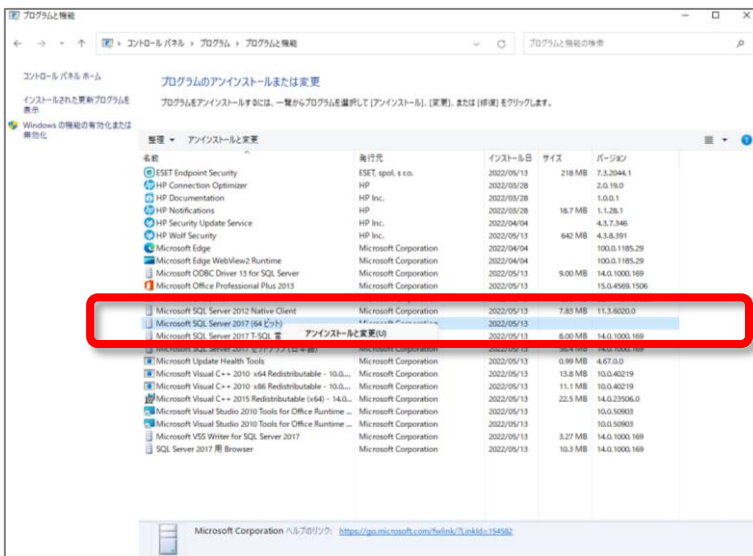 プログラムと機能
コントロール パネル › プログラム › プログラムと機能
プログラムと機能の検索
コントロール パネル ホーム
インストールされた更新プログラムを
表示
Windows の機能の有効化または
無効化
プログラムのアンインストールまたは変更
プログラムをアンインストールするには、一覧からプログラムを選択して [アンインストール]、[変更]、または [修復] をクリックします。
整理 アンインストールと変更
名前 発行元 インストール日 サイズ バージョン
ESET Endpoint Security ESET, spol. s r.o. 2022/05/13 218 MB 7.3.2044.1
HP Connection Optimizer HP 2022/03/28 2.0.19.0
HP Documentation HP Inc. 2022/03/28 1.0.0.1
HP Notifications HP 2022/03/28 18.7 MB 1.1.28.1
HP Security Update Service HP Inc. 2022/04/04 4.3.7.346
HP Wolf Security HP Inc. 2022/05/13 642 MB 4.3.8.391
Microsoft Edge Microsoft Corporation 2022/04/04 100.0.1185.29
Microsoft Edge WebView2 Runtime Microsoft Corporation 2022/04/04 100.0.1185.29
Microsoft ODBC Driver 13 for SQL Server Microsoft Corporation 2022/05/13 9.00 MB 14.0.1000.169
Microsoft Office Professional Plus 2013 Microsoft Corporation 2022/05/13 15.0.4569.1506
Microsoft SQL Server 2012 Native Client Microsoft Corporation 2022/05/13 7.83 MB 11.3.6020.0
Microsoft SQL Server 2017 (64 ビット) Microsoft Corporation 2022/05/13
アンインストールと変更(U)
Microsoft SQL Server 2017 T-SQL 言 2022/05/13 8.00 MB 14.0.1000.169
Microsoft SQL Server 2017 セットアップ (日本語) Microsoft Corporation 2022/05/13 14.0.1000.169
Microsoft Update Health Tools Microsoft Corporation 2022/05/13 0.99 MB 4.67.0.0
Microsoft Visual C++ 2010 x64 Redistributable - 10.0.... Microsoft Corporation 2022/05/13 13.8 MB 10.0.40219
Microsoft Visual C++ 2010 x86 Redistributable - 10.0.... Microsoft Corporation 2022/05/13 11.1 MB 10.0.40219
Microsoft Visual C++ 2015 Redistributable (x64) - 14.0... Microsoft Corporation 2022/05/13 22.5 MB 14.0.23506.0
Microsoft Visual Studio 2010 Tools for Office Runtime ... Microsoft Corporation 2022/05/13 10.0.50903
Microsoft Visual Studio 2010 Tools for Office Runtime ... Microsoft Corporation 2022/05/13 10.0.50903
Microsoft VSS Writer for SQL Server 2017 Microsoft Corporation 2022/05/13 3.27 MB 14.0.1000.169
SQL Server 2017 用 Browser Microsoft Corporation 2022/05/13 10.3 MB 14.0.1000.169
Microsoft Corporation ヘルプのリンク: https://go.microsoft.com/fwlink/?LinkId=154582